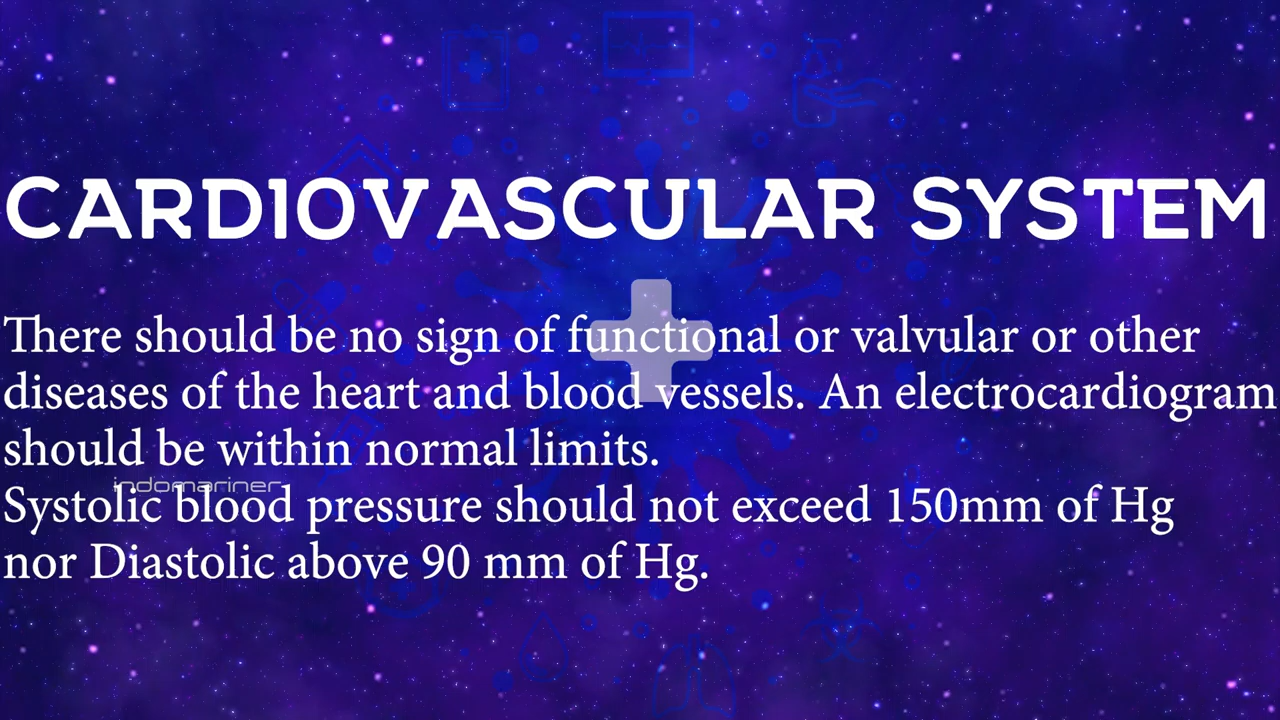 CARDIOVASCULAR SYSTEM
There should be no sign of functional or valvular or other
diseases of the heart and blood vessels. An electrocardiogram
should be within normal limits.
indomariner
Systolic blood pressure should not exceed 150mm of Hg
nor Diastolic above 90 mm of Hg.